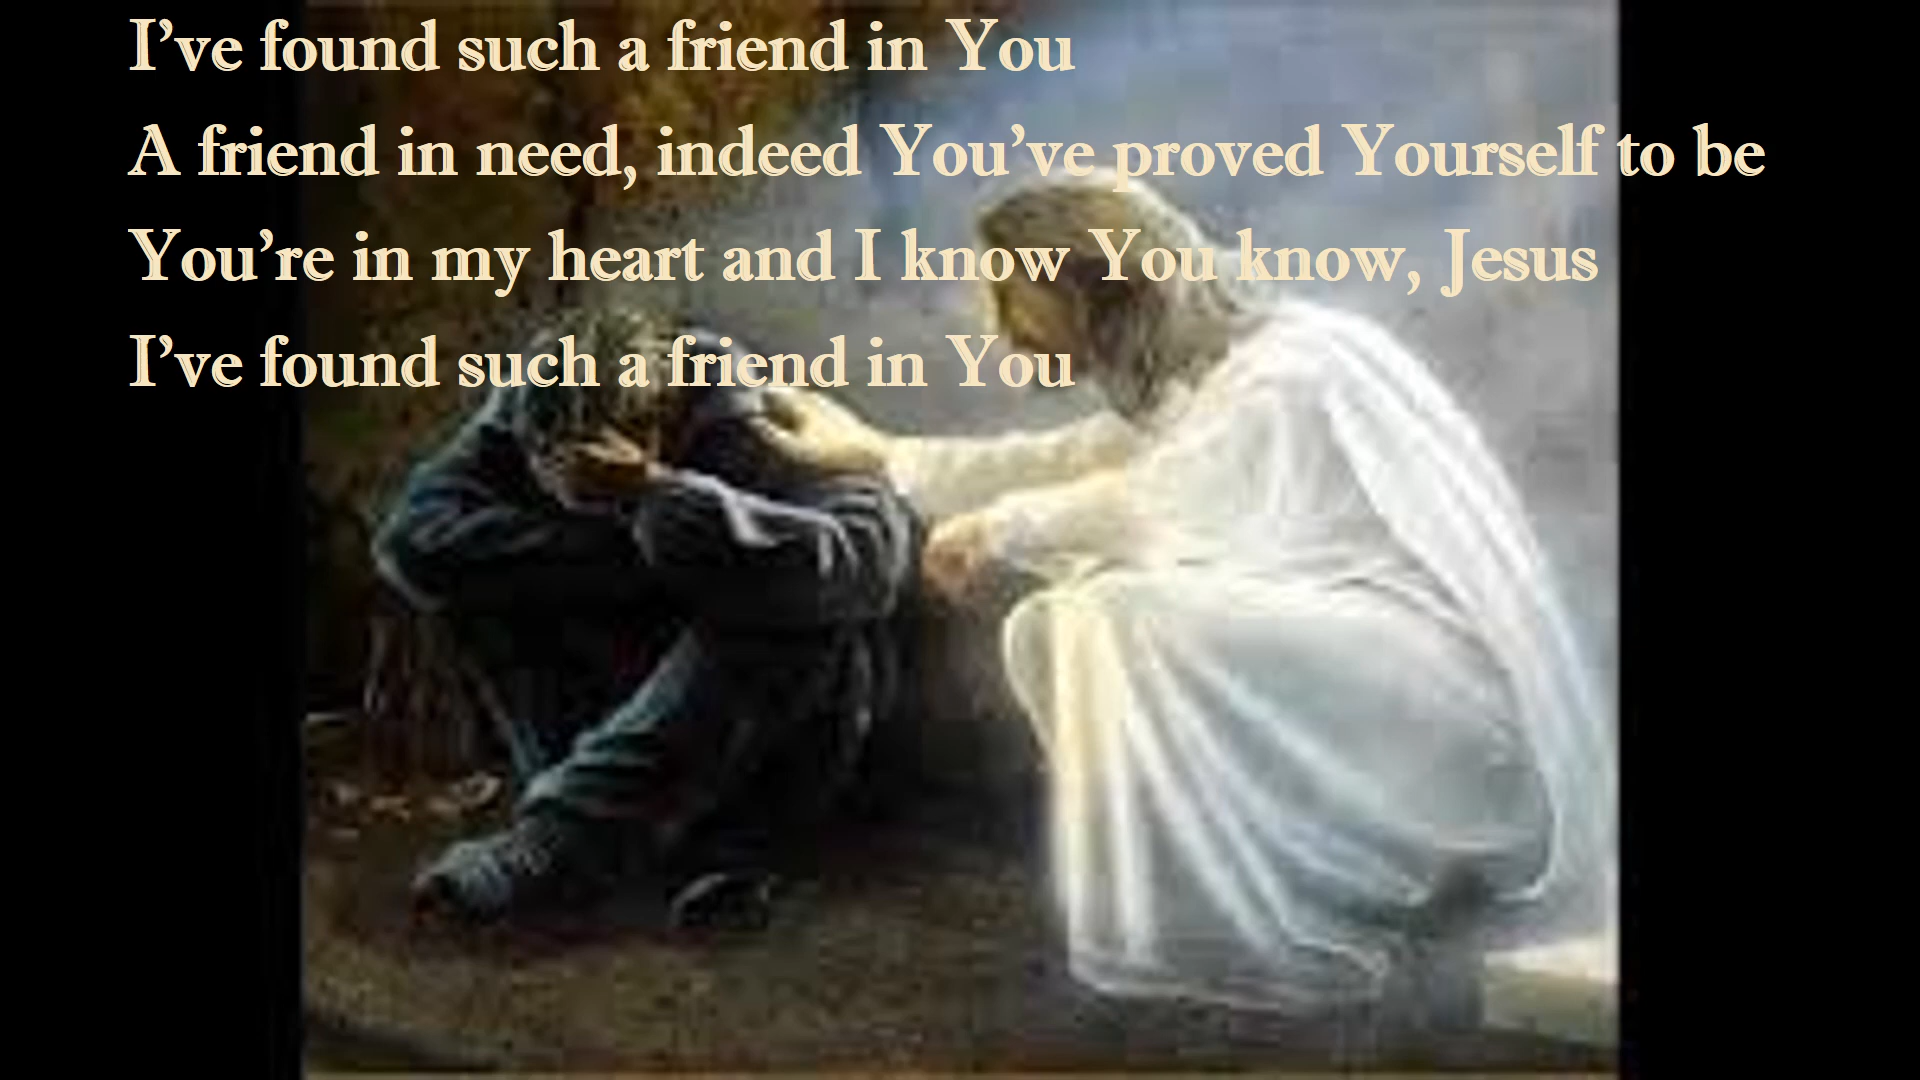 I’ve found such a friend in You
A friend in need, indeed You’ve proved Yourself to be
You’re in my heart and I know You know, Jesus
I’ve found such a friend in You